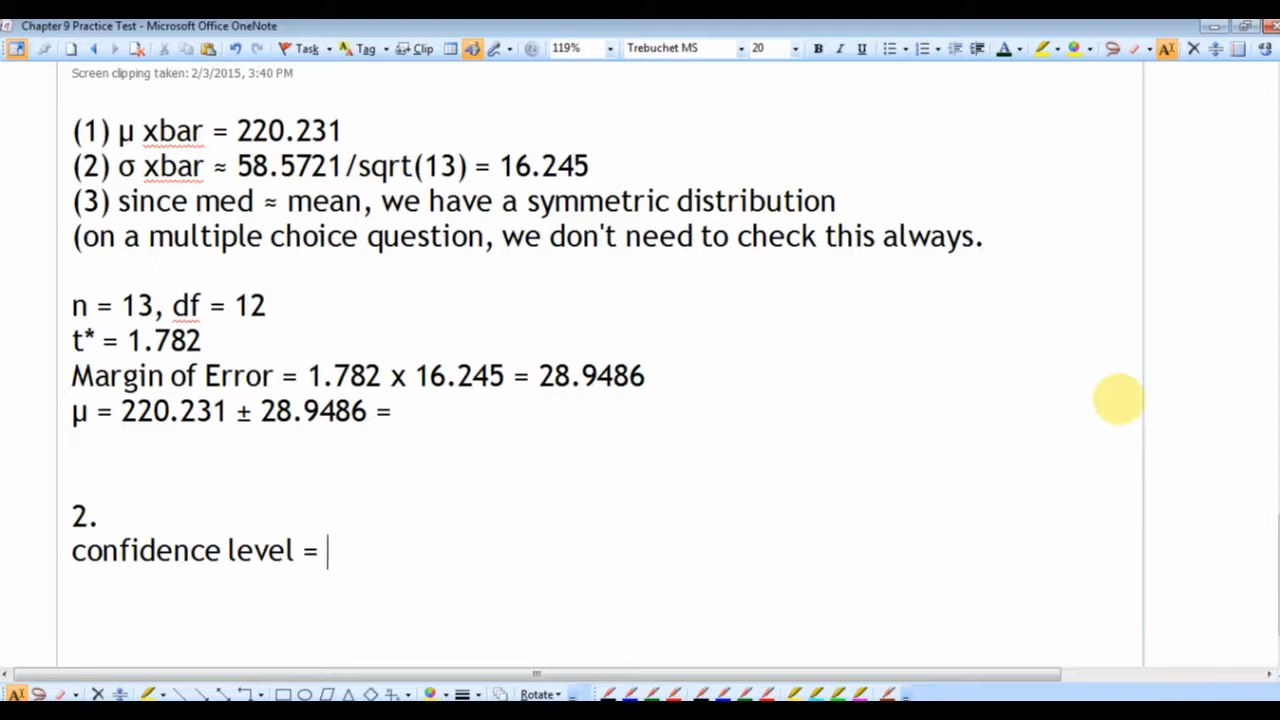 Chapter 9 Practice Test - Microsoft Office OneNote
Task Tag Clip 119% Trebuchet MS 20 B I U A
Screen clipping taken: 2/3/2015, 3:40 PM
(1) μ xbar = 220.231
(2) σ xbar ≈ 58.5721/sqrt(13) = 16.245
(3) since med ≈ mean, we have a symmetric distribution
(on a multiple choice question, we don't need to check this always.
n = 13, df = 12
t* = 1.782
Margin of Error = 1.782 x 16.245 = 28.9486
μ = 220.231 ± 28.9486 =
2.
confidence level =
Rotate